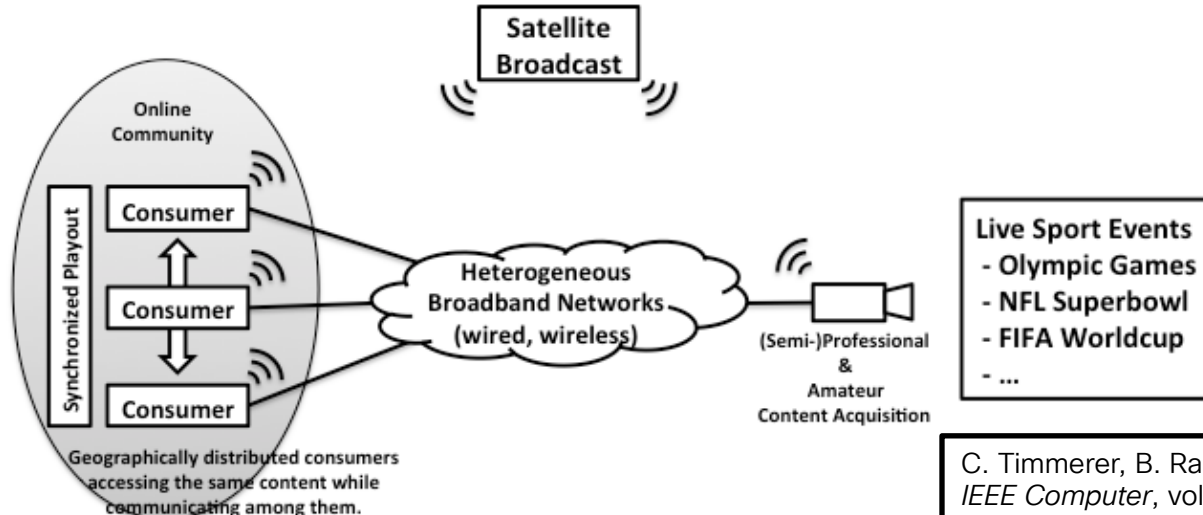 Satellite
Broadcast
Online
Community
Synchronized Playout
Consumer
Consumer
Consumer
Geographically distributed consumers
accessing the same content while
communicating among them.
Heterogeneous
Broadband Networks
(wired, wireless)
(Semi-)Professional
&
Amateur
Content Acquisition
Live Sport Events
- Olympic Games
- NFL Superbowl
- FIFA Worldcup
- ...
C. Timmerer, B. Ra
IEEE Computer, vol